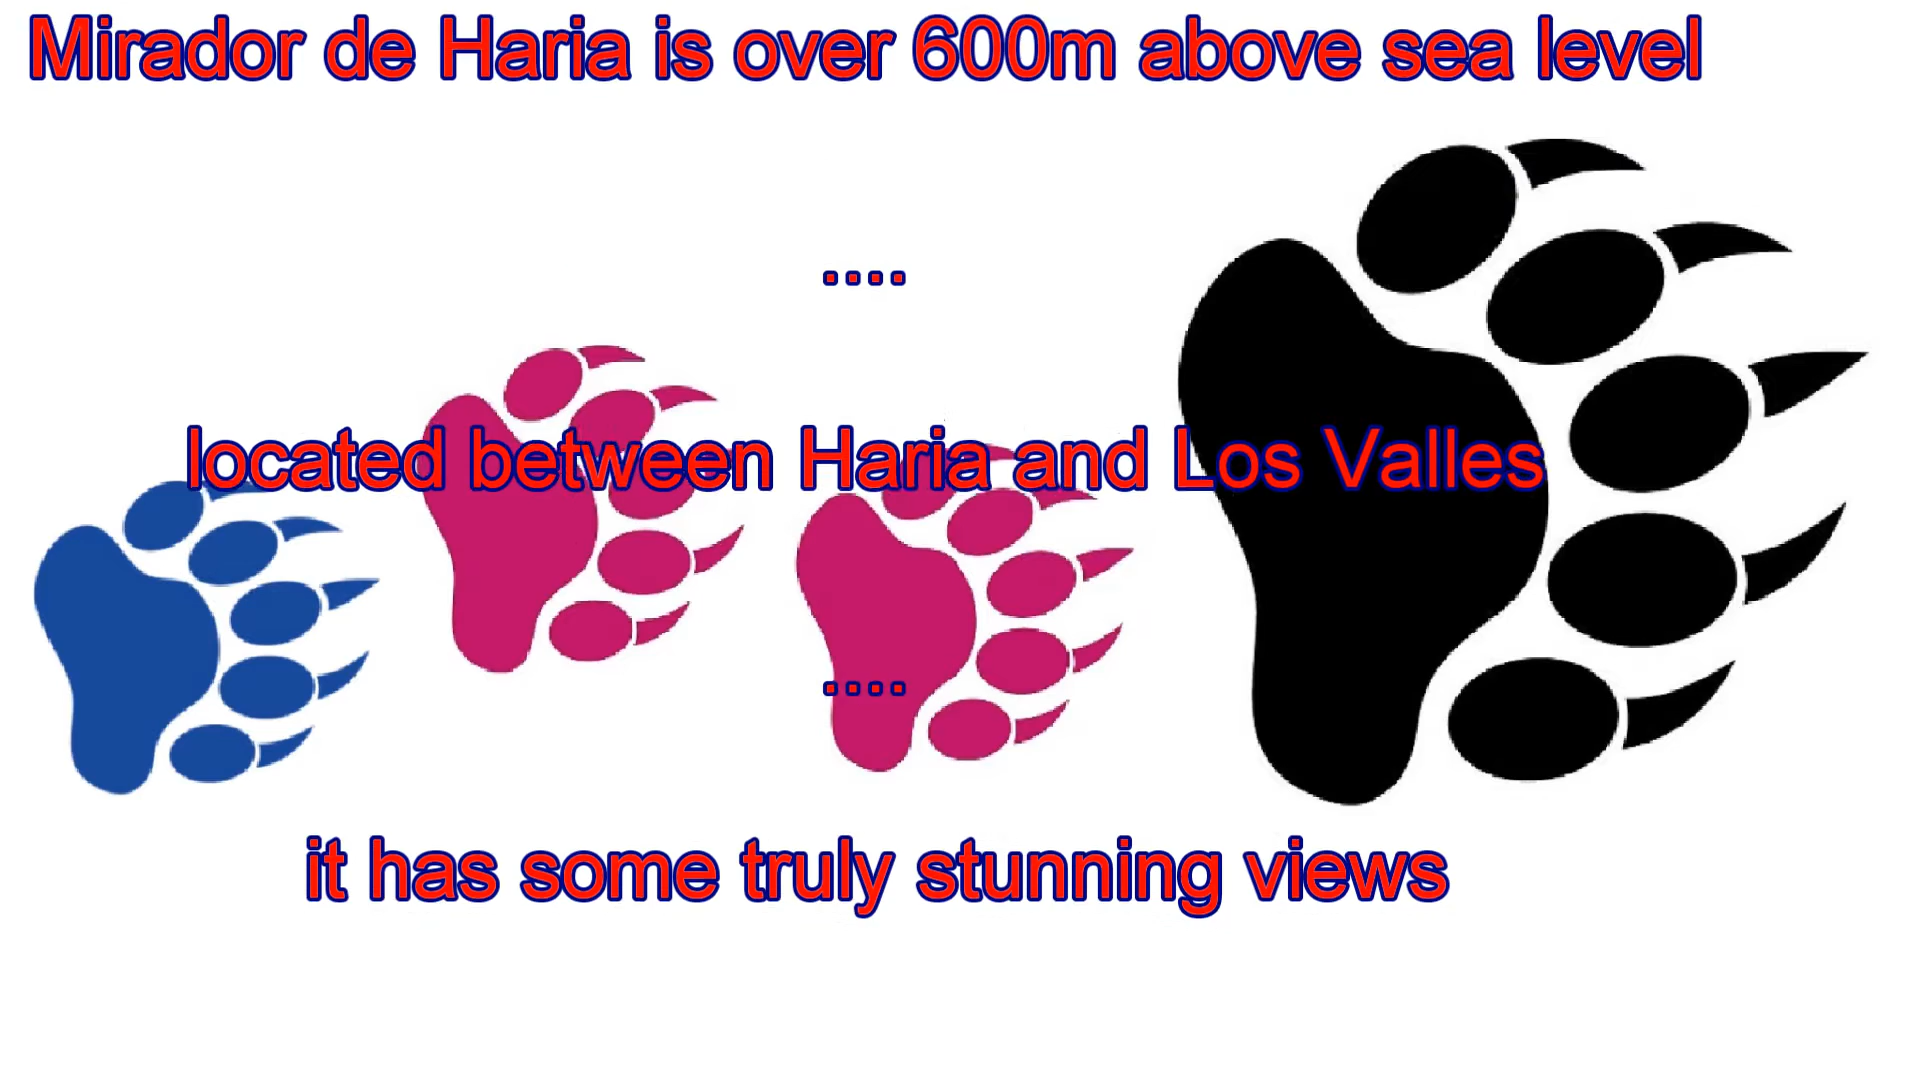 Mirador de Haria is over 600m above sea level
....
located between Haria and Los Valles
....
it has some truly stunning views